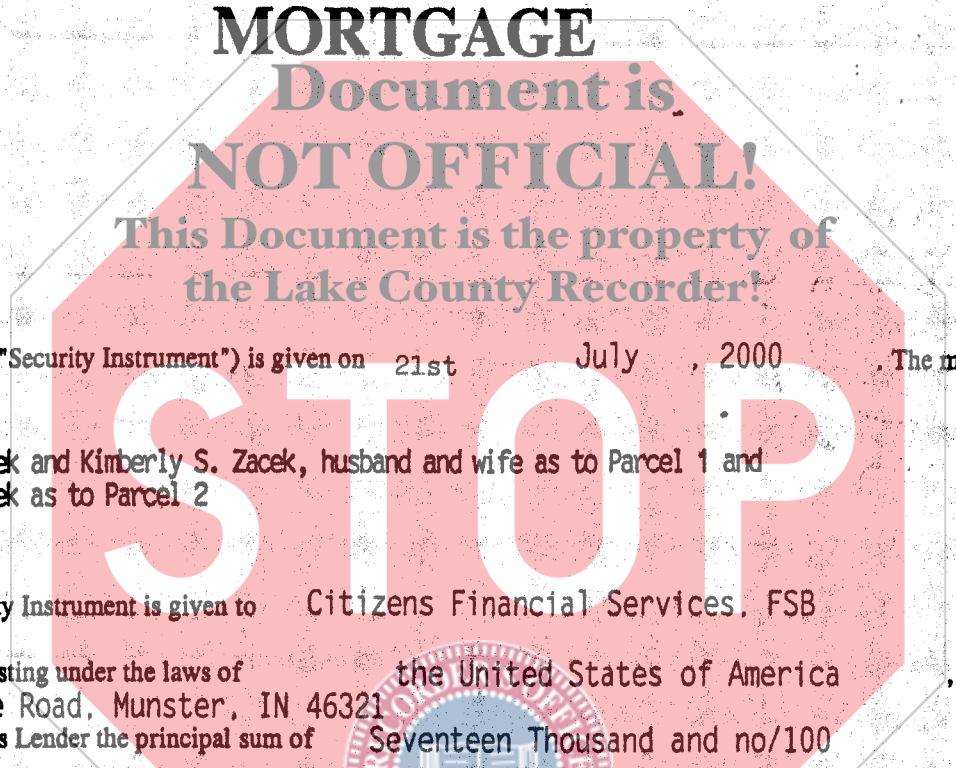 MORTGAGE
Document is
NOT OFFICIAL!
This Document is the property of
the Lake County Recorder!
"Security Instrument") is given on 21st July , 2000 . The m
STOP
ek and Kimberly S. Zacek, husband and wife as to Parcel 1 and
ek as to Parcel 2
y Instrument is given to Citizens Financial Services. FSB
sting under the laws of the United States of America ,
e Road, Munster, IN 46321
s Lender the principal sum of Seventeen Thousand and no/100